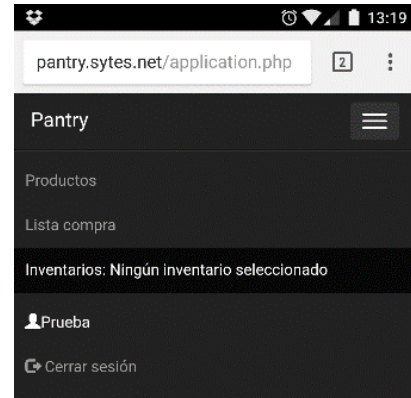 13:19
pantry.sytes.net/application.php
2
Pantry
Productos
Lista compra
Inventarios: Ningún inventario seleccionado
Prueba
Cerrar sesión